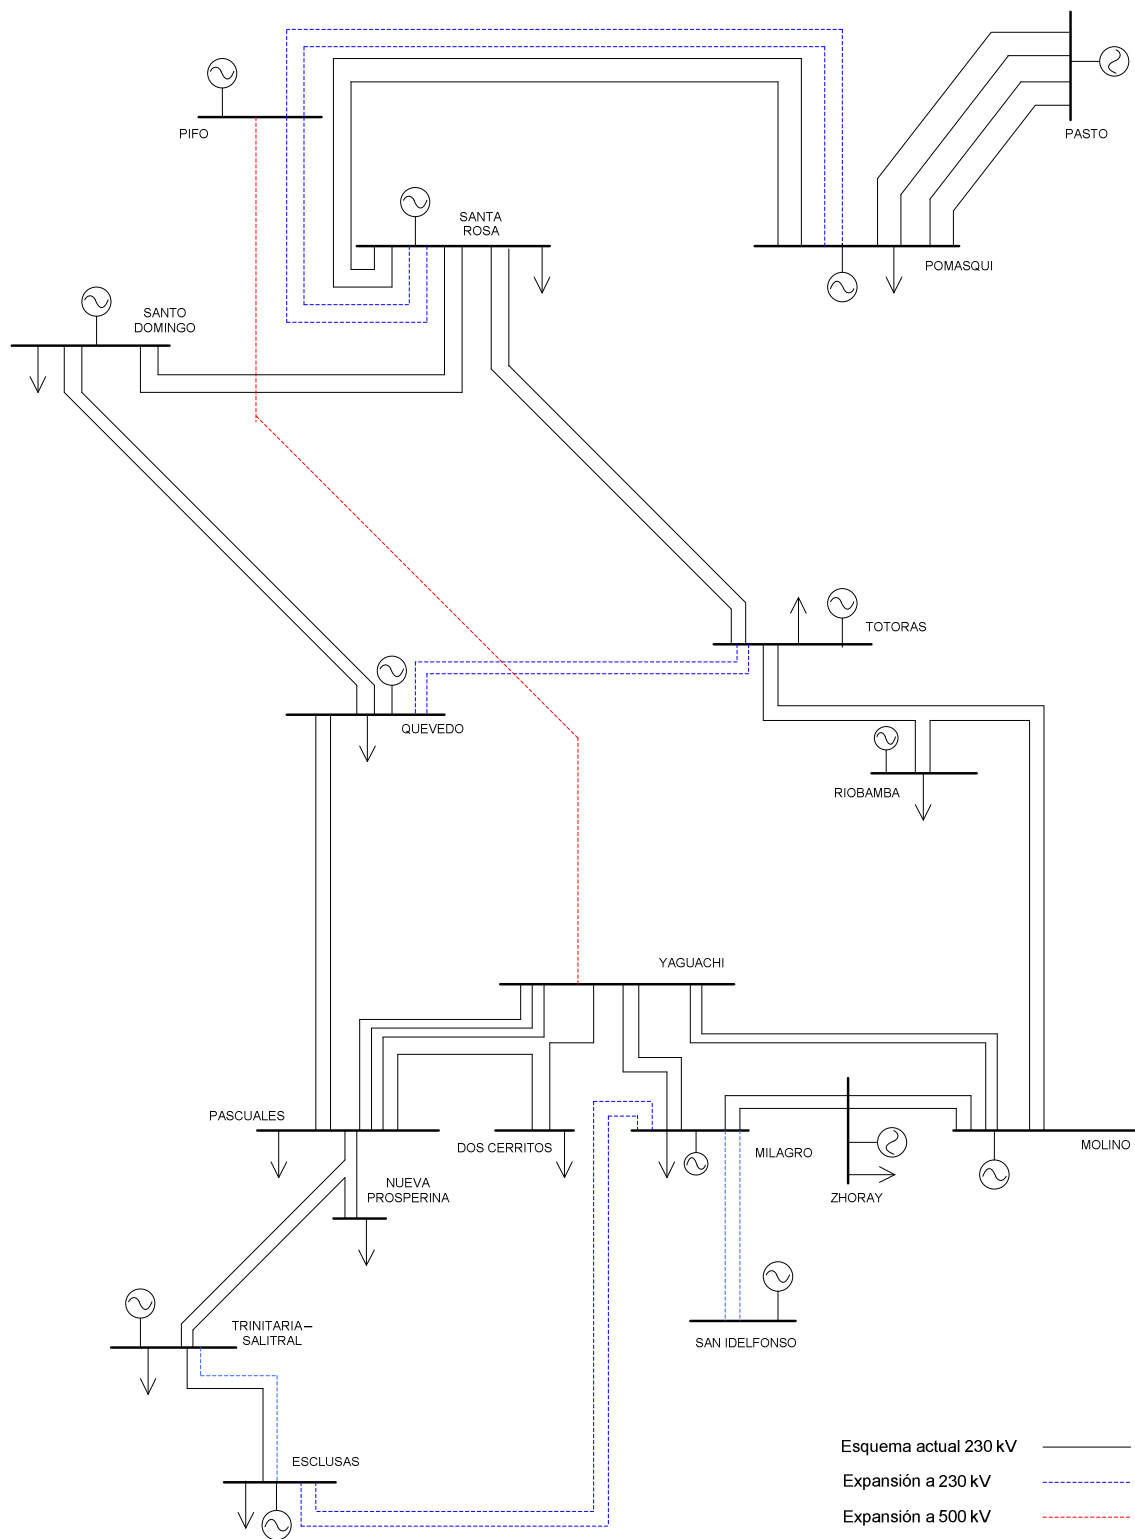 PIFO
PASTO
SANTA
ROSA
POMASQUI
SANTO
DOMINGO
TOTORAS
QUEVEDO
RIOBAMBA
YAGUACHI
PASCUALES
DOS CERRITOS
MILAGRO
MOLINO
NUEVA
PROSPERINA
ZHORAY
TRINITARIA–
SALITRAL
SAN IDELFONSO
ESCLUSAS
Esquema actual 230 kV
Expansión a 230 kV
Expansión a 500 kV